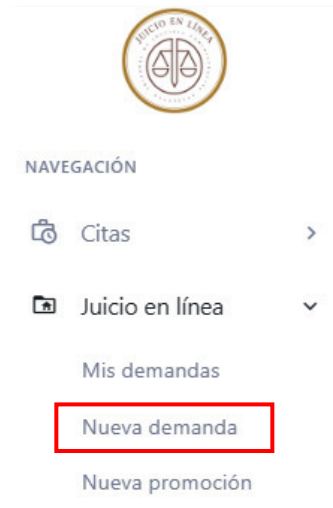 JUICIO EN LÍNEA
NAVEGACIÓN
Citas
Juicio en línea
Mis demandas
Nueva demanda
Nueva promoción